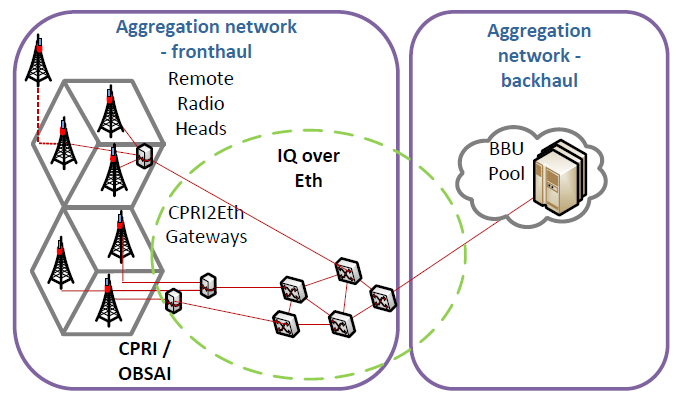 Aggregation network
- fronthaul
Remote
Radio
Heads
IQ over
Eth
CPRI2Eth
Gateways
CPRI /
OBSAI
Aggregation
network -
backhaul
BBU
Pool